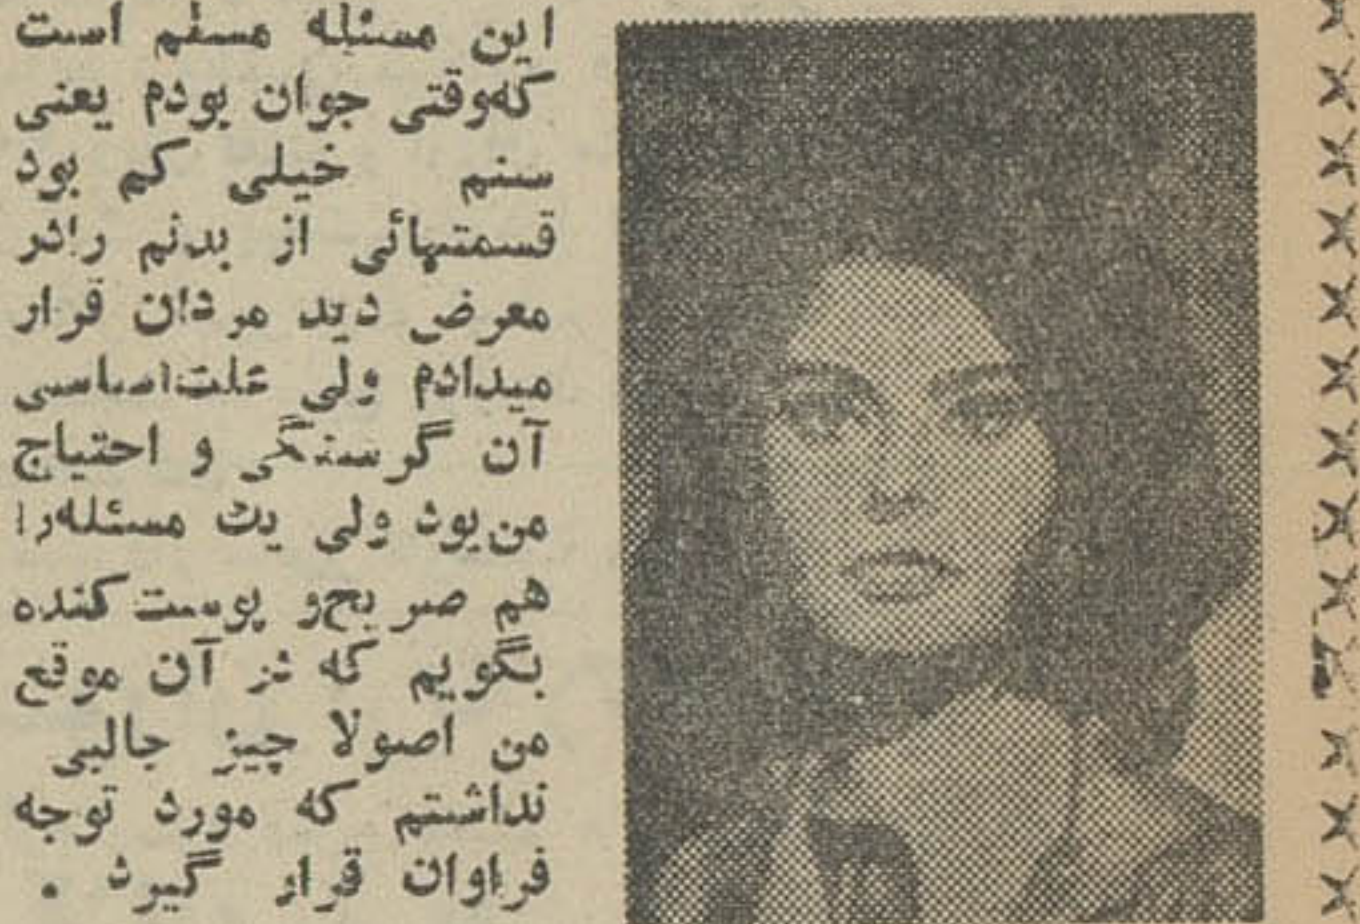 این مسئله مسلم است
که‌وقتی جوان بودم یعنی
سنم خیلی کم بود
قسمتهائی از بدنم رادر
معرض دید مردان قرار
میدادم ولی علت‌اساسی
آن گرسنگی و احتیاج
من‌بود ولی یک مسئله‌را
هم صریح‌و پوست‌کنده
بگویم که در آن موقع
من اصولا چیز جالبی
نداشتم که مورد توجه
فراوان قرار گیرد .